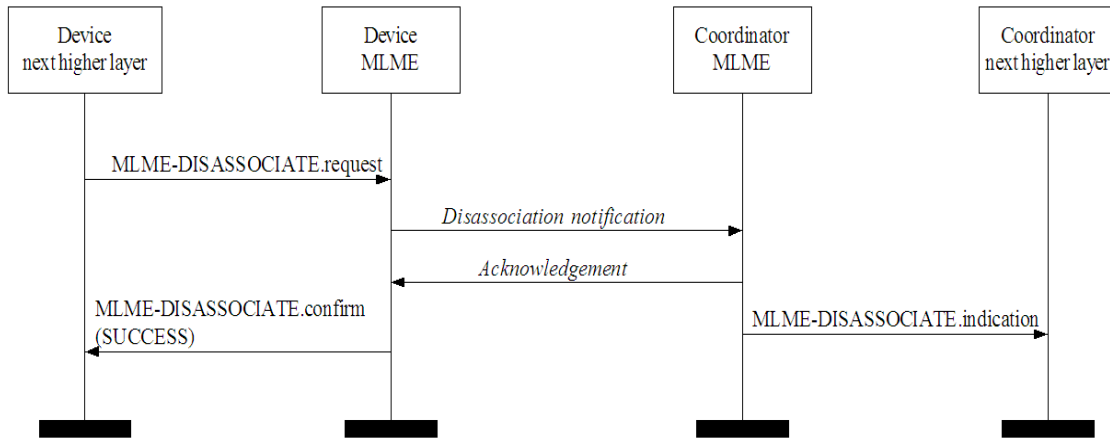 Device
next higher layer
Device
MLME
Coordinator
MLME
Coordinator
next higher layer
MLME-DISASSOCIATE.request
Disassociation notification
Acknowledgement
MLME-DISASSOCIATE.confirm
(SUCCESS)
MLME-DISASSOCIATE.indication